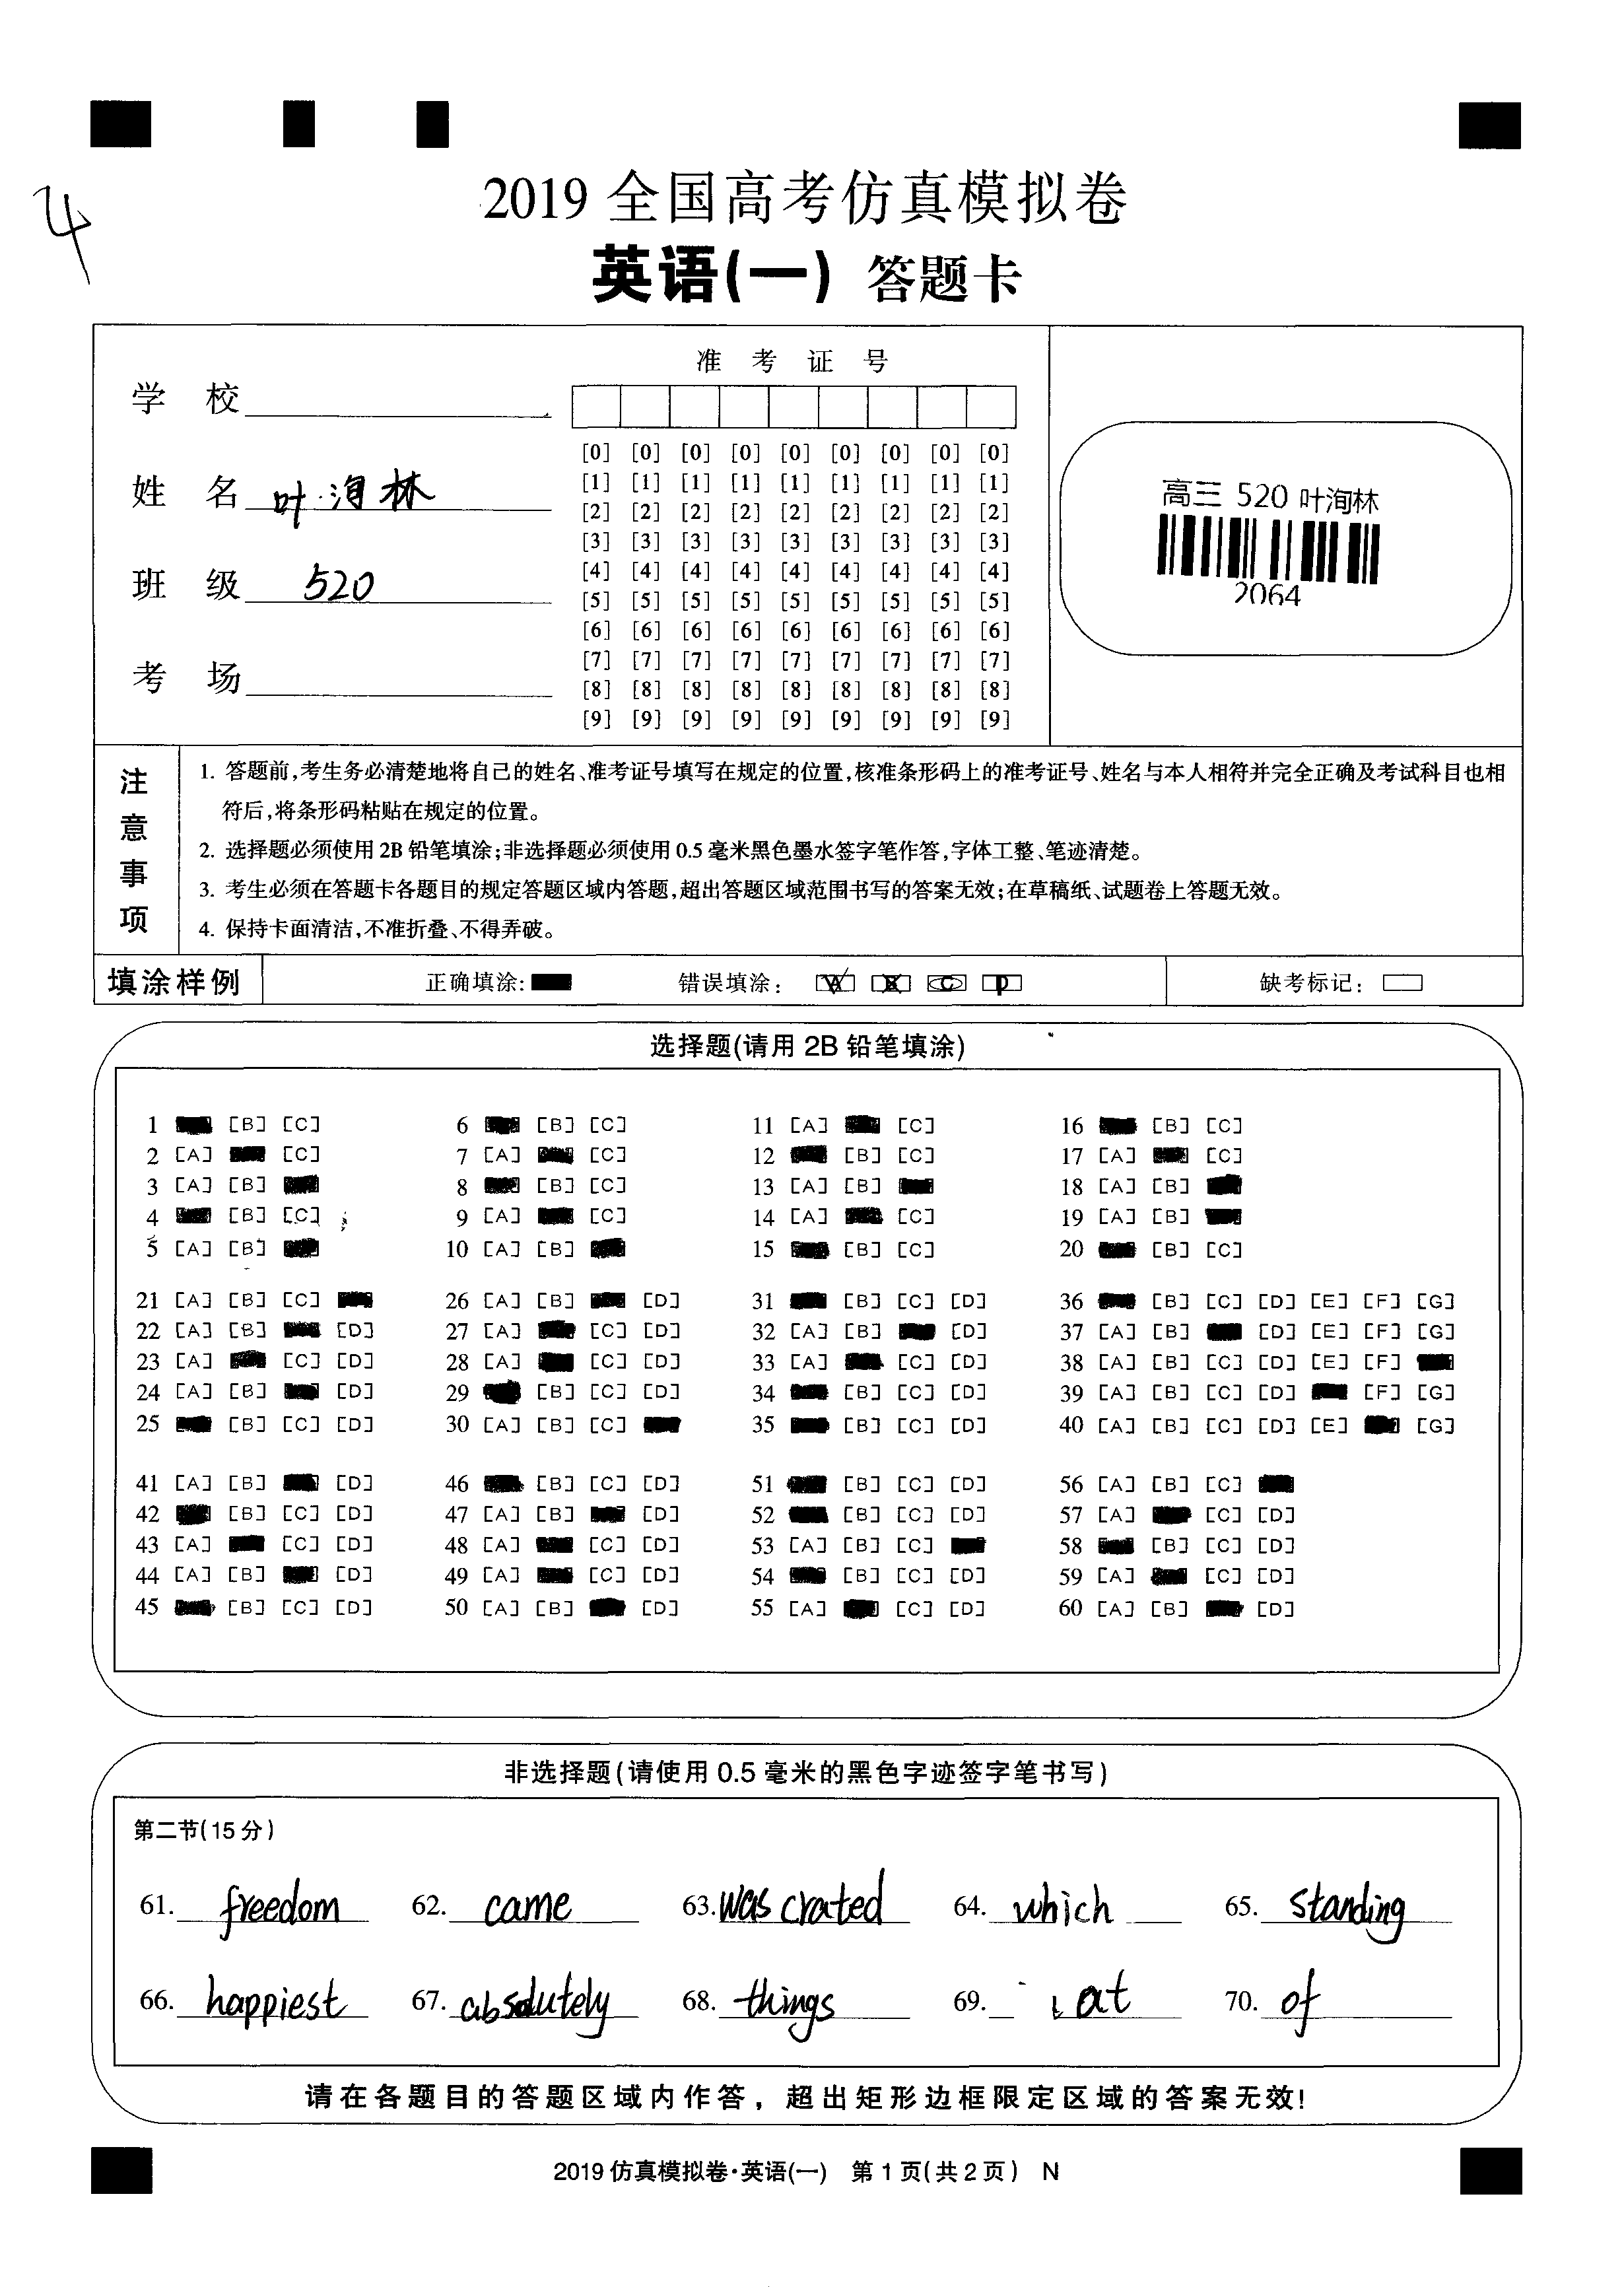 4
2019 全国高考仿真模拟卷
英语(一) 答题卡
学 校
姓 名 叶洵林
班 级 520
考 场
准 考 证 号
[0] [0] [0] [0] [0] [0] [0] [0] [0]
[1] [1] [1] [1] [1] [1] [1] [1] [1]
[2] [2] [2] [2] [2] [2] [2] [2] [2]
[3] [3] [3] [3] [3] [3] [3] [3] [3]
[4] [4] [4] [4] [4] [4] [4] [4] [4]
[5] [5] [5] [5] [5] [5] [5] [5] [5]
[6] [6] [6] [6] [6] [6] [6] [6] [6]
[7] [7] [7] [7] [7] [7] [7] [7] [7]
[8] [8] [8] [8] [8] [8] [8] [8] [8]
[9] [9] [9] [9] [9] [9] [9] [9] [9]
高三 520 叶洵林
2064
注意事项
1. 答题前,考生务必清楚地将自己的姓名、准考证号填写在规定的位置,核准条形码上的准考证号、姓名与本人相符并完全正确及考试科目也相
符后,将条形码粘贴在规定的位置。
2. 选择题必须使用 2B 铅笔填涂;非选择题必须使用 0.5 毫米黑色墨水签字笔作答,字体工整、笔迹清楚。
3. 考生必须在答题卡各题目的规定答题区域内答题,超出答题区域范围书写的答案无效;在草稿纸、试题卷上答题无效。
4. 保持卡面清洁,不准折叠、不得弄破。
填涂样例 正确填涂: 错误填涂: A B C D 缺考标记:
选择题(请用 2B 铅笔填涂)
1 [B] [C] 6 [B] [C] 11 [A] [C] 16 [B] [C]
2 [A] [C] 7 [A] [C] 12 [B] [C] 17 [A] [C]
3 [A] [B] 8 [B] [C] 13 [A] [B] 18 [A] [B]
4 [B] [C] 9 [A] [C] 14 [A] [C] 19 [A] [B]
5 [A] [B] 10 [A] [B] 15 [B] [C] 20 [B] [C]
21 [A] [B] [C] 26 [A] [B] [D] 31 [B] [C] [D] 36 [B] [C] [D] [E] [F] [G]
22 [A] [B] [D] 27 [A] [C] [D] 32 [A] [B] [D] 37 [A] [B] [D] [E] [F] [G]
23 [A] [C] [D] 28 [A] [C] [D] 33 [A] [C] [D] 38 [A] [B] [C] [D] [E] [F]
24 [A] [B] [D] 29 [B] [C] [D] 34 [B] [C] [D] 39 [A] [B] [C] [D] [F] [G]
25 [B] [C] [D] 30 [A] [B] [C] 35 [B] [C] [D] 40 [A] [B] [C] [D] [E] [G]
41 [A] [B] [D] 46 [B] [C] [D] 51 [B] [C] [D] 56 [A] [B] [C]
42 [B] [C] [D] 47 [A] [B] [D] 52 [B] [C] [D] 57 [A] [C] [D]
43 [A] [C] [D] 48 [A] [C] [D] 53 [A] [B] [C] 58 [B] [C] [D]
44 [A] [B] [D] 49 [A] [C] [D] 54 [B] [C] [D] 59 [A] [C] [D]
45 [B] [C] [D] 50 [A] [B] [D] 55 [A] [C] [D] 60 [A] [B] [D]
非选择题(请使用 0.5 毫米的黑色字迹签字笔书写)
第二节(15 分)
61. freedom 62. came 63. was crated 64. which 65. standing
66. happiest 67. absolutely 68. things 69. at 70. of
请在各题目的答题区域内作答，超出矩形边框限定区域的答案无效!
2019 仿真模拟卷·英语(一) 第 1 页(共 2 页) N